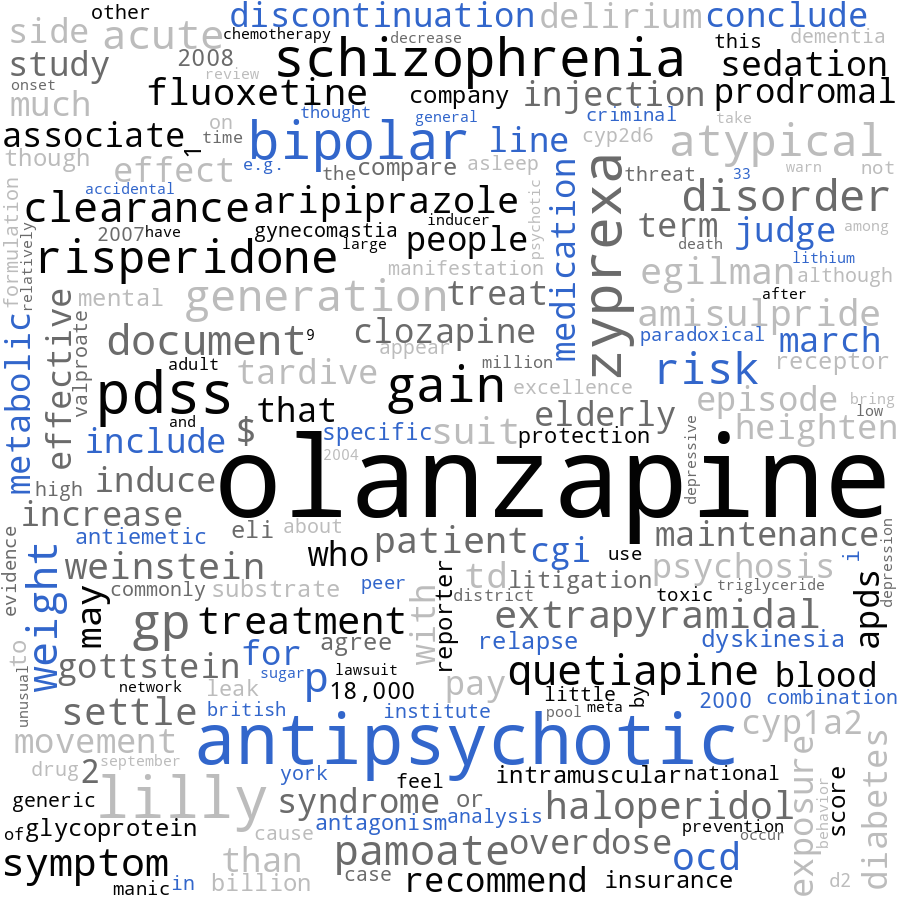 other
discontinuation
delirium
conclude
side
acute
chemotherapy
decrease
this
dementia
study
2008
schizophrenia
sedation
onset
review
much
fluoxetine
company
injection
prodromal
thought
general
criminal
take
associate_
on
time
bipolar
line
cyp2d6
atypical
though
effect
e.g.
the
compare
asleep
threat
33
warn
not
accidental
formulation
clearance
aripiprazole
psychotic
medication
zyprexa
disorder
2007
have
gynecomastia
inducer
large
people
term
judge
among
death
relatively
risperidone
manifestation
lithium
egilman
although
mental
generation
treat
after
amisulpride
metabolic
effective
valproate
document
9
clozapine
appear
paradoxical
march
adult
tardive
million
risk
receptor
pdss
gain
excellence
episode
bring
and
$
that
elderly
low
heighten
include
specific
suit
protection
2004
depressive
olanzapine
high
induce
increase
eli
about
evidence
antiemetic
who
patient
cgi
use
maintenance
i
depression
weight
weinstein
psychosis
commonly
substrate
peer
with
reporter
td
litigation
triglyceride
apds
may
district
toxic
gp
treatment
extrapyramidal
to
agree
relapse
dyskinesia
gottstein
for
sugar
p
lawsuit
quetiapine
blood
unusual
network
leak
18,000
pay
little
meta
by
2000
combination
settle
british
institute
pool
antipsychotic
cyp1a2
movement
drug
2
september
exposure
diabetes
york
feel
intramuscular
national
generic
lilly
syndrome
or
haloperidol
behavior
score
of
glycoprotein
cause
antagonism
analysis
prevention
occur
symptom
than
pamoate
overdose
ocd
manic
in
billion
case
recommend
insurance
d2